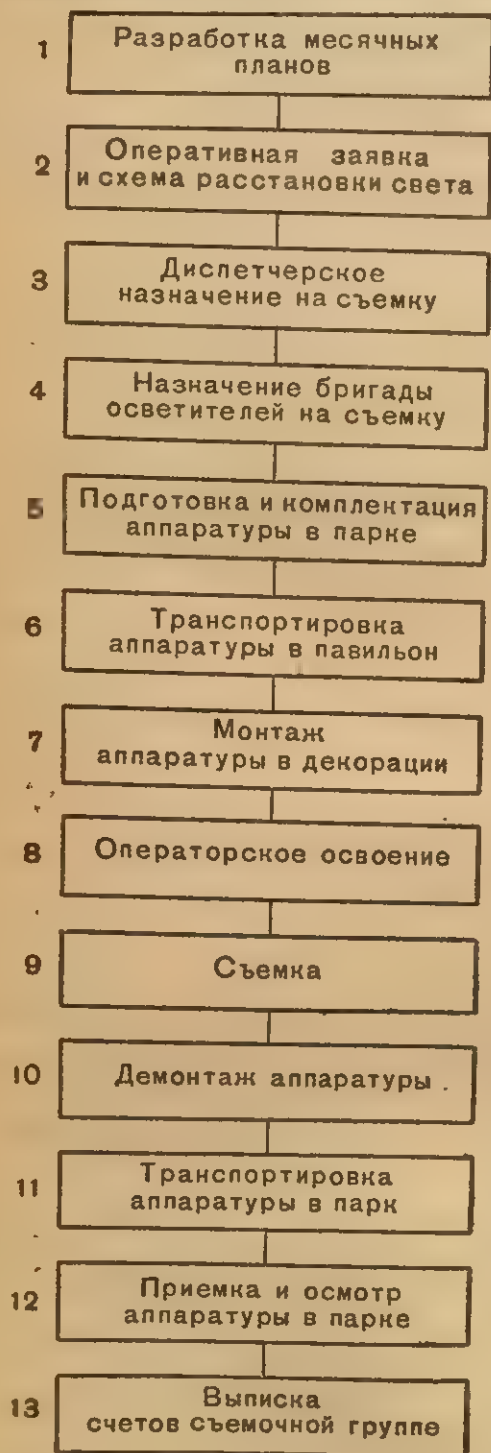 1 Разработка месячных
планов
2 Оперативная заявка
и схема расстановки света
3 Диспетчерское
назначение на съемку
4 Назначение бригады
осветителей на съемку
5 Подготовка и комплектация
аппаратуры в парке
6 Транспортировка
аппаратуры в павильон
7 Монтаж
аппаратуры в декорации
8 Операторское освоение
9 Съемка
10 Демонтаж аппаратуры
11 Транспортировка
аппаратуры в парк
12 Приемка и осмотр
аппаратуры в парке
13 Выписка
счетов съемочной группе